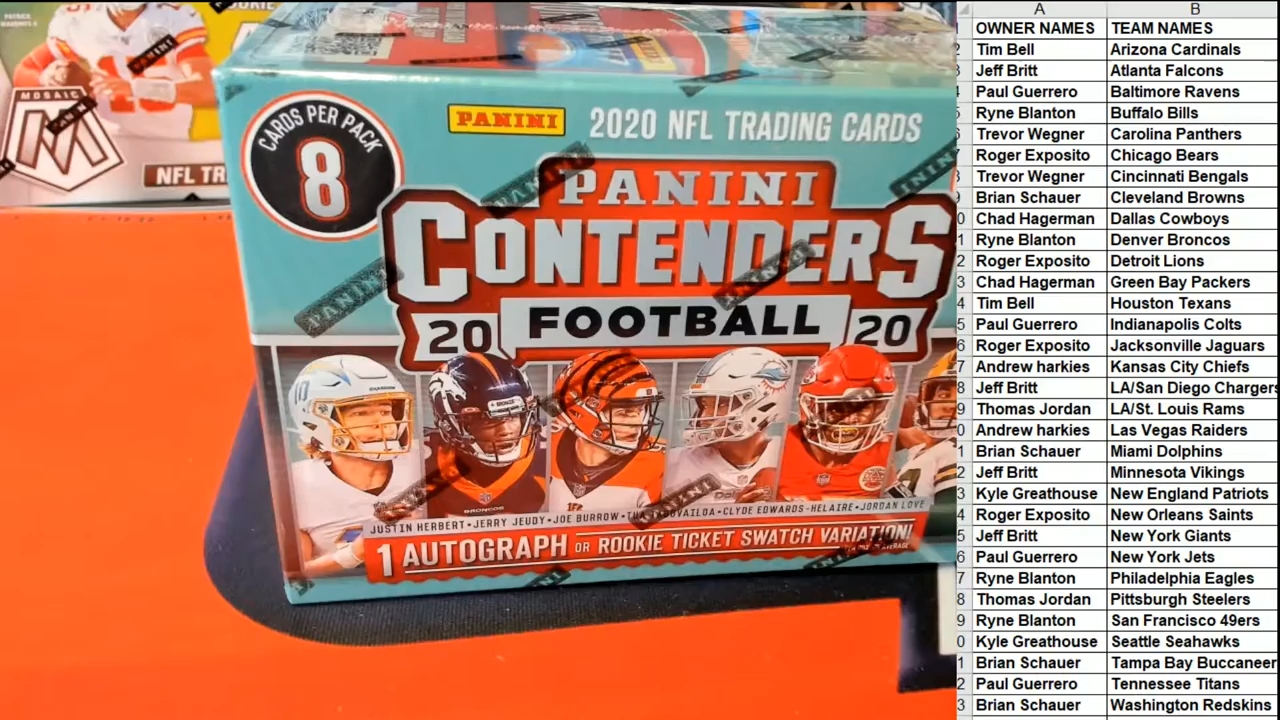 MOSAIC
NFL TR
CARDS PER PACK
8
PANINI
2020 NFL TRADING CARDS
PANINI
CONTENDERS
20 FOOTBALL 20
JUSTIN HERBERT • JERRY JEUDY • JOE BURROW • TUA TAGOVAILOA • CLYDE EDWARDS-HELAIRE • JORDAN LOVE
1 AUTOGRAPH OR ROOKIE TICKET SWATCH VARIATION!
A B
OWNER NAMES TEAM NAMES
Tim Bell Arizona Cardinals
Jeff Britt Atlanta Falcons
Paul Guerrero Baltimore Ravens
Ryne Blanton Buffalo Bills
Trevor Wegner Carolina Panthers
Roger Exposito Chicago Bears
Trevor Wegner Cincinnati Bengals
Brian Schauer Cleveland Browns
Chad Hagerman Dallas Cowboys
Ryne Blanton Denver Broncos
Roger Exposito Detroit Lions
Chad Hagerman Green Bay Packers
Tim Bell Houston Texans
Paul Guerrero Indianapolis Colts
Roger Exposito Jacksonville Jaguars
Andrew harkies Kansas City Chiefs
Jeff Britt LA/San Diego Chargers
Thomas Jordan LA/St. Louis Rams
Andrew harkies Las Vegas Raiders
Brian Schauer Miami Dolphins
Jeff Britt Minnesota Vikings
Kyle Greathouse New England Patriots
Roger Exposito New Orleans Saints
Jeff Britt New York Giants
Paul Guerrero New York Jets
Ryne Blanton Philadelphia Eagles
Thomas Jordan Pittsburgh Steelers
Ryne Blanton San Francisco 49ers
Kyle Greathouse Seattle Seahawks
Brian Schauer Tampa Bay Buccaneer
Paul Guerrero Tennessee Titans
Brian Schauer Washington Redskins